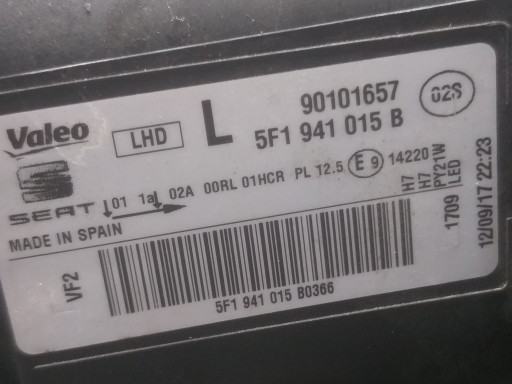 Valeo
LHD
L
90101657
02S
5F1 941 015 B
SEAT
01 1a 02A 00RL 01HCR PL 12.5 E 9 14220
H7
H7
PY21W
LED
1709
12/09/17 22:23
MADE IN SPAIN
VF2
5F1 941 015 B0366